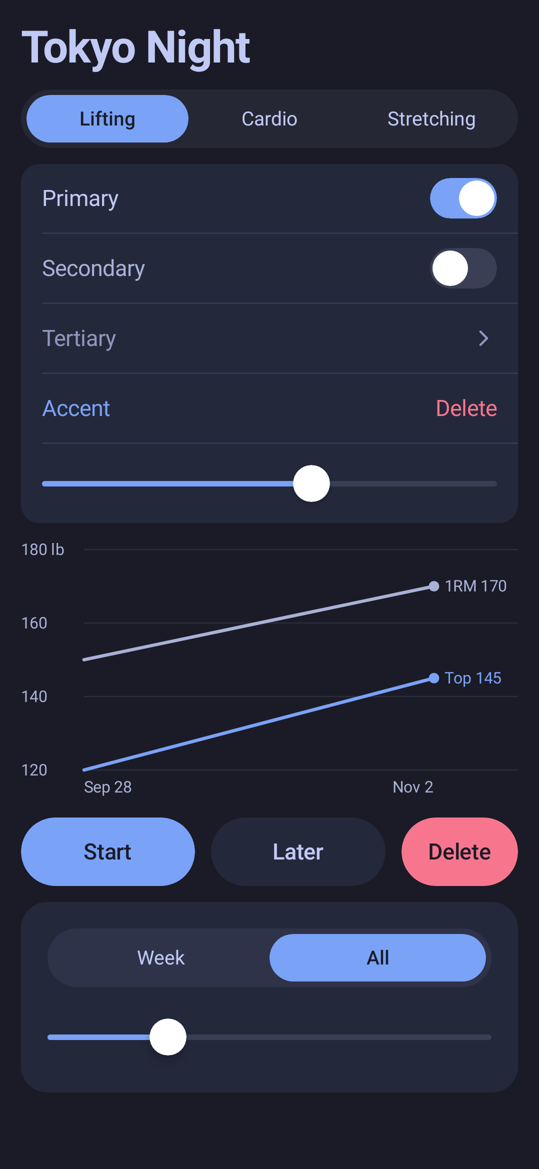 Tokyo Night
Lifting Cardio Stretching
Primary
Secondary
Tertiary
Accent Delete
180 lb
1RM 170
160
Top 145
140
120
Sep 28 Nov 2
Start Later Delete
Week All